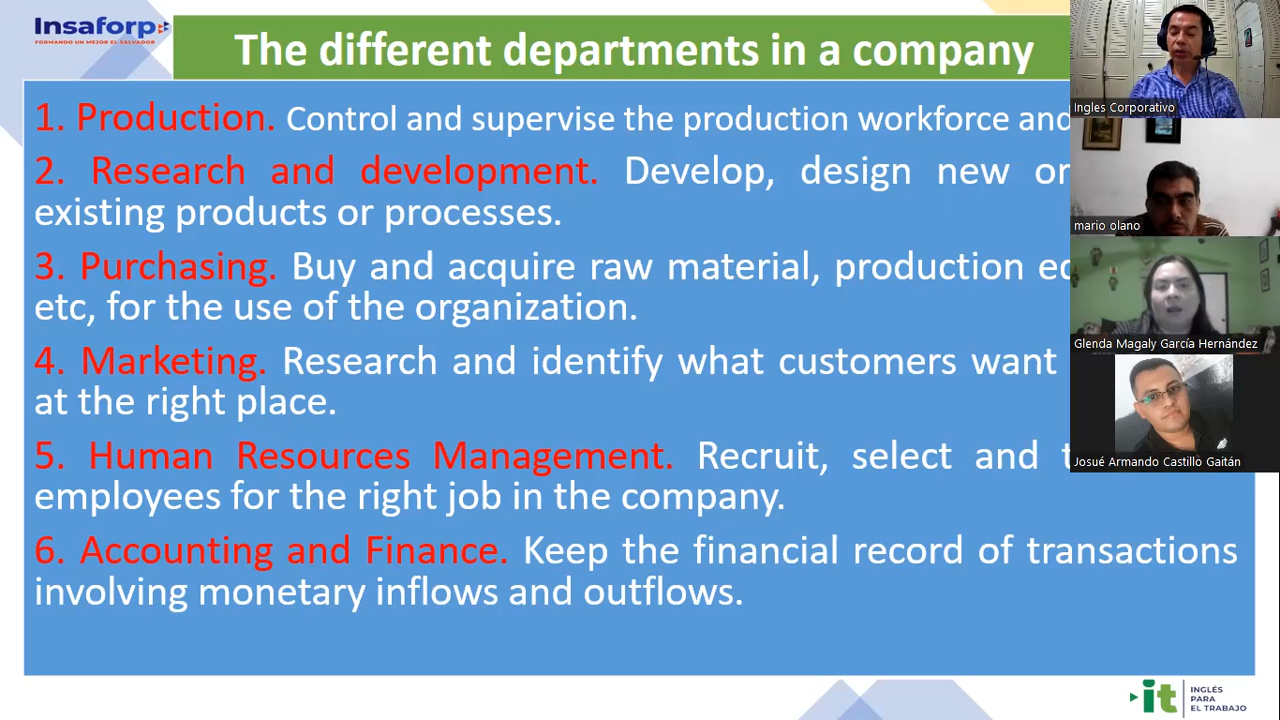 Insaforp
FORMANDO UN MEJOR EL SALVADOR
The different departments in a company
1. Production. Control and supervise the production workforce and
2. Research and development. Develop, design new or
existing products or processes.
3. Purchasing. Buy and acquire raw material, production
etc, for the use of the organization.
4. Marketing. Research and identify what customers want
at the right place.
5. Human Resources Management. Recruit, select and
employees for the right job in the company.
6. Accounting and Finance. Keep the financial record of transactions
involving monetary inflows and outflows.
Ingles Corporativo
mario olano
Glenda Magaly García Hernández
Josué Armando Castillo Gaitán
it
INGLÉS
PARA
EL TRABAJO